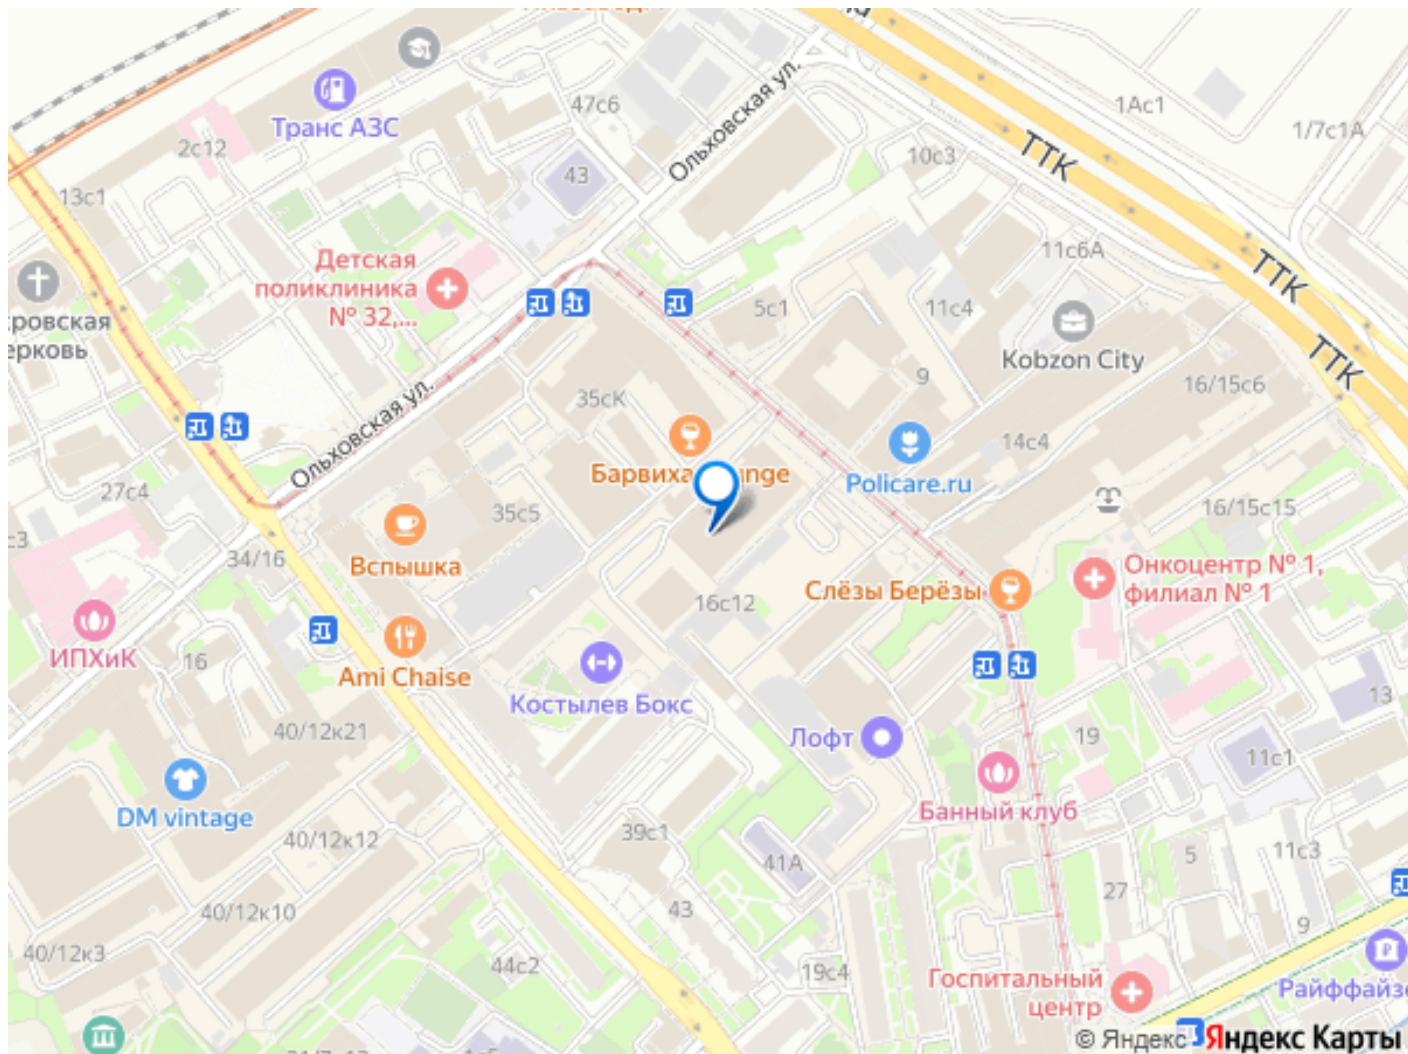 ТТК
47с6
1Ас1
Транс АЗС
Ольховская ул.
1/7с1А
2с12
10с3
ТТК
43
13с1
11с6А
Детская
поликлиника
№ 32,...
ТТК
5с1
11с4
Kobzon City
ТТК
9
16/15с6
35сК
Ольховская ул.
14с4
Барвиха
nge
Policare.ru
27с4
35с5
16/15с15
34/16
Вспышка
Онкоцентр № 1,
филиал № 1
Слёзы Берёзы
16с12
ИПХиК
16
Ami Chaise
Костылев Бокс
13
40/12к21
Лофт
19
11с1
DM vintage
Банный клуб
40/12к12
39с1
41А
5
11с3
27
40/12к10
43
9
40/12к3
44с2
19с4
Госпитальный
центр
Райффайз
© Яндекс
Яндекс Карты